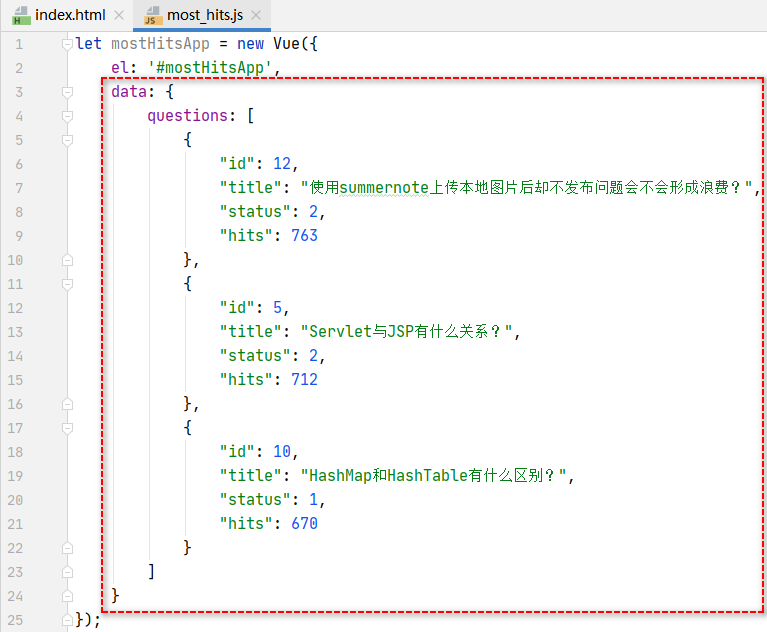 index.html most_hits.js
1 let mostHitsApp = new Vue({
2 el: '#mostHitsApp',
3 data: {
4 questions: [
5 {
6 "id": 12,
7 "title": "使用summernote上传本地图片后却不发布问题会不会形成浪费？",
8 "status": 2,
9 "hits": 763
10 },
11 {
12 "id": 5,
13 "title": "Servlet与JSP有什么关系？",
14 "status": 2,
15 "hits": 712
16 },
17 {
18 "id": 10,
19 "title": "HashMap和HashTable有什么区别？",
20 "status": 1,
21 "hits": 670
22 }
23 ]
24 }
25 });